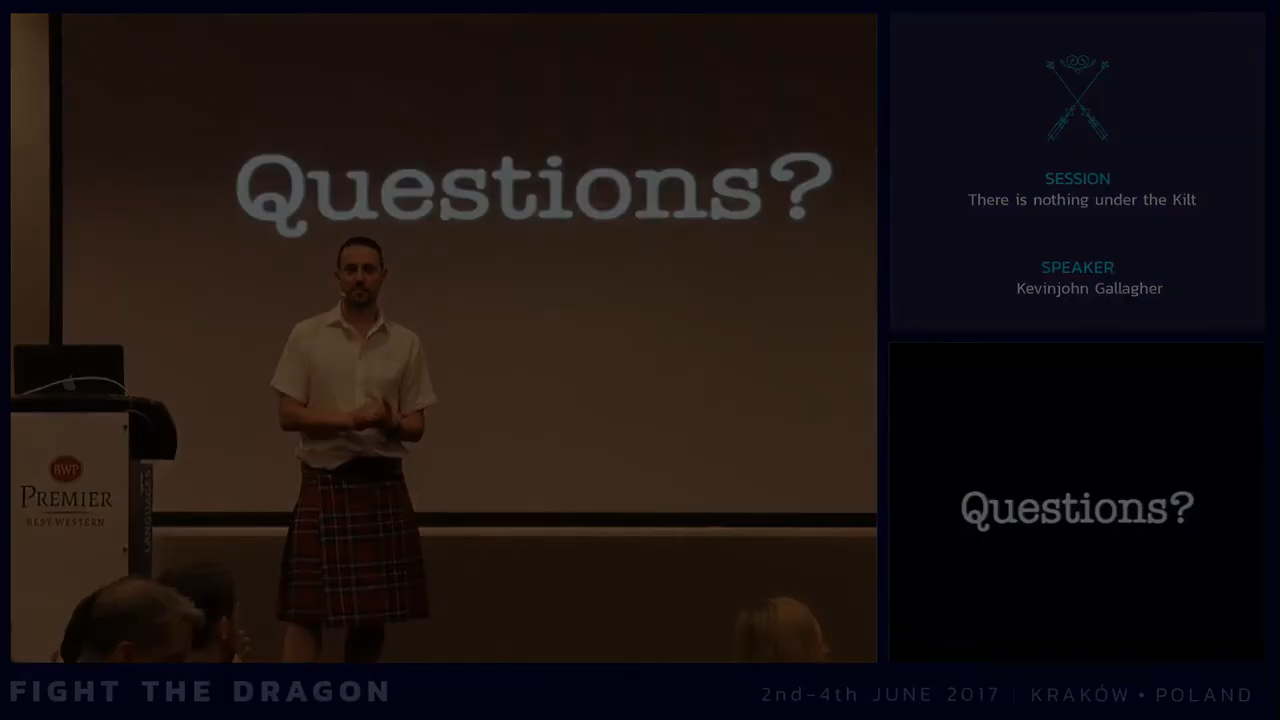 Questions?
BWP
PREMIER
BEST WESTERN
SESSION
There is nothing under the Kilt
SPEAKER
Kevinjohn Gallagher
Questions?
FIGHT THE DRAGON
2nd-4th JUNE 2017 | KRAKÓW • POLAND